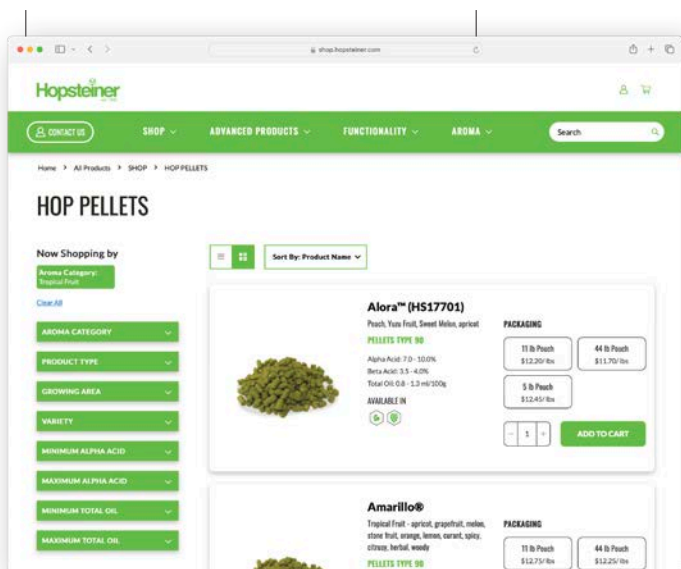 shop.hopsteiner.com
Hopsteiner
CONTACT US
SHOP
ADVANCED PRODUCTS
FUNCTIONALITY
AROMA
Search
Home > All Products > SHOP > HOP PELLETS
HOP PELLETS
Now Shopping by
Aroma Category:
Tropical Fruit
Clear All
AROMA CATEGORY
PRODUCT TYPE
GROWING AREA
VARIETY
MINIMUM ALPHA ACID
MAXIMUM ALPHA ACID
MINIMUM TOTAL OIL
MAXIMUM TOTAL OIL
Sort By: Product Name
Alora™ (HS17701)
Peach, Yuzu Fruit, Sweet Melon, apricot
PELLETS TYPE 90
Alpha Acid: 7.0 - 10.0%
Beta Acid: 3.5 - 4.0%
Total Oil: 0.8 - 1.3 ml/100g
AVAILABLE IN
PACKAGING
11 lb Pouch
$12.20/lbs
44 lb Pouch
$11.70/lbs
5 lb Pouch
$12.45/lbs
- 1 +
ADD TO CART
Amarillo®
Tropical Fruit - apricot, grapefruit, melon,
stone fruit, orange, lemon, currant, spicy,
citrusy, herbal, woody
PELLETS TYPE 90
PACKAGING
11 lb Pouch
$12.75/lbs
44 lb Pouch
$12.25/lbs